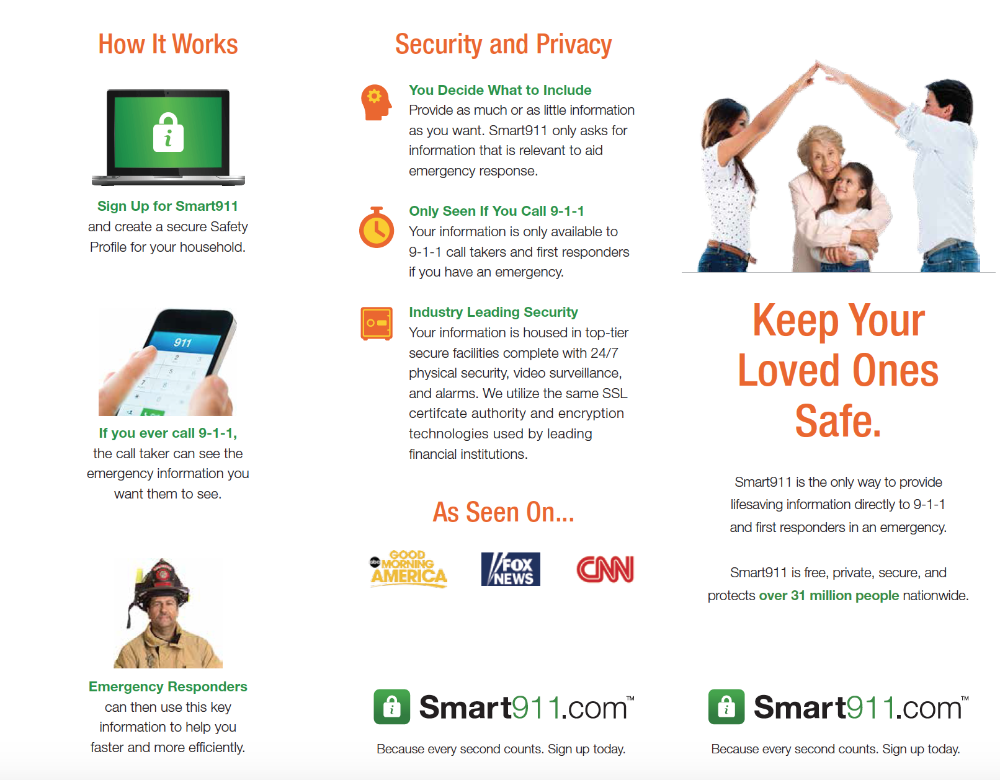 How It Works
i
Sign Up for Smart911
and create a secure Safety
Profile for your household.
911
2
3
5
6
7
8
*
0
If you ever call 9-1-1,
the call taker can see the
emergency information you
want them to see.
Emergency Responders
can then use this key
information to help you
faster and more efficiently.
Security and Privacy
You Decide What to Include
Provide as much or as little information
as you want. Smart911 only asks for
information that is relevant to aid
emergency response.
Only Seen If You Call 9-1-1
Your information is only available to
9-1-1 call takers and first responders
if you have an emergency.
Industry Leading Security
Your information is housed in top-tier
secure facilities complete with 24/7
physical security, video surveillance,
and alarms. We utilize the same SSL
certifcate authority and encryption
technologies used by leading
financial institutions.
As Seen On...
abc GOOD
MORNING
AMERICA
FOX
NEWS
CNN
i Smart911.com™
Because every second counts. Sign up today.
Keep Your
Loved Ones
Safe.
Smart911 is the only way to provide
lifesaving information directly to 9-1-1
and first responders in an emergency.
Smart911 is free, private, secure, and
protects over 31 million people nationwide.
i Smart911.com™
Because every second counts. Sign up today.